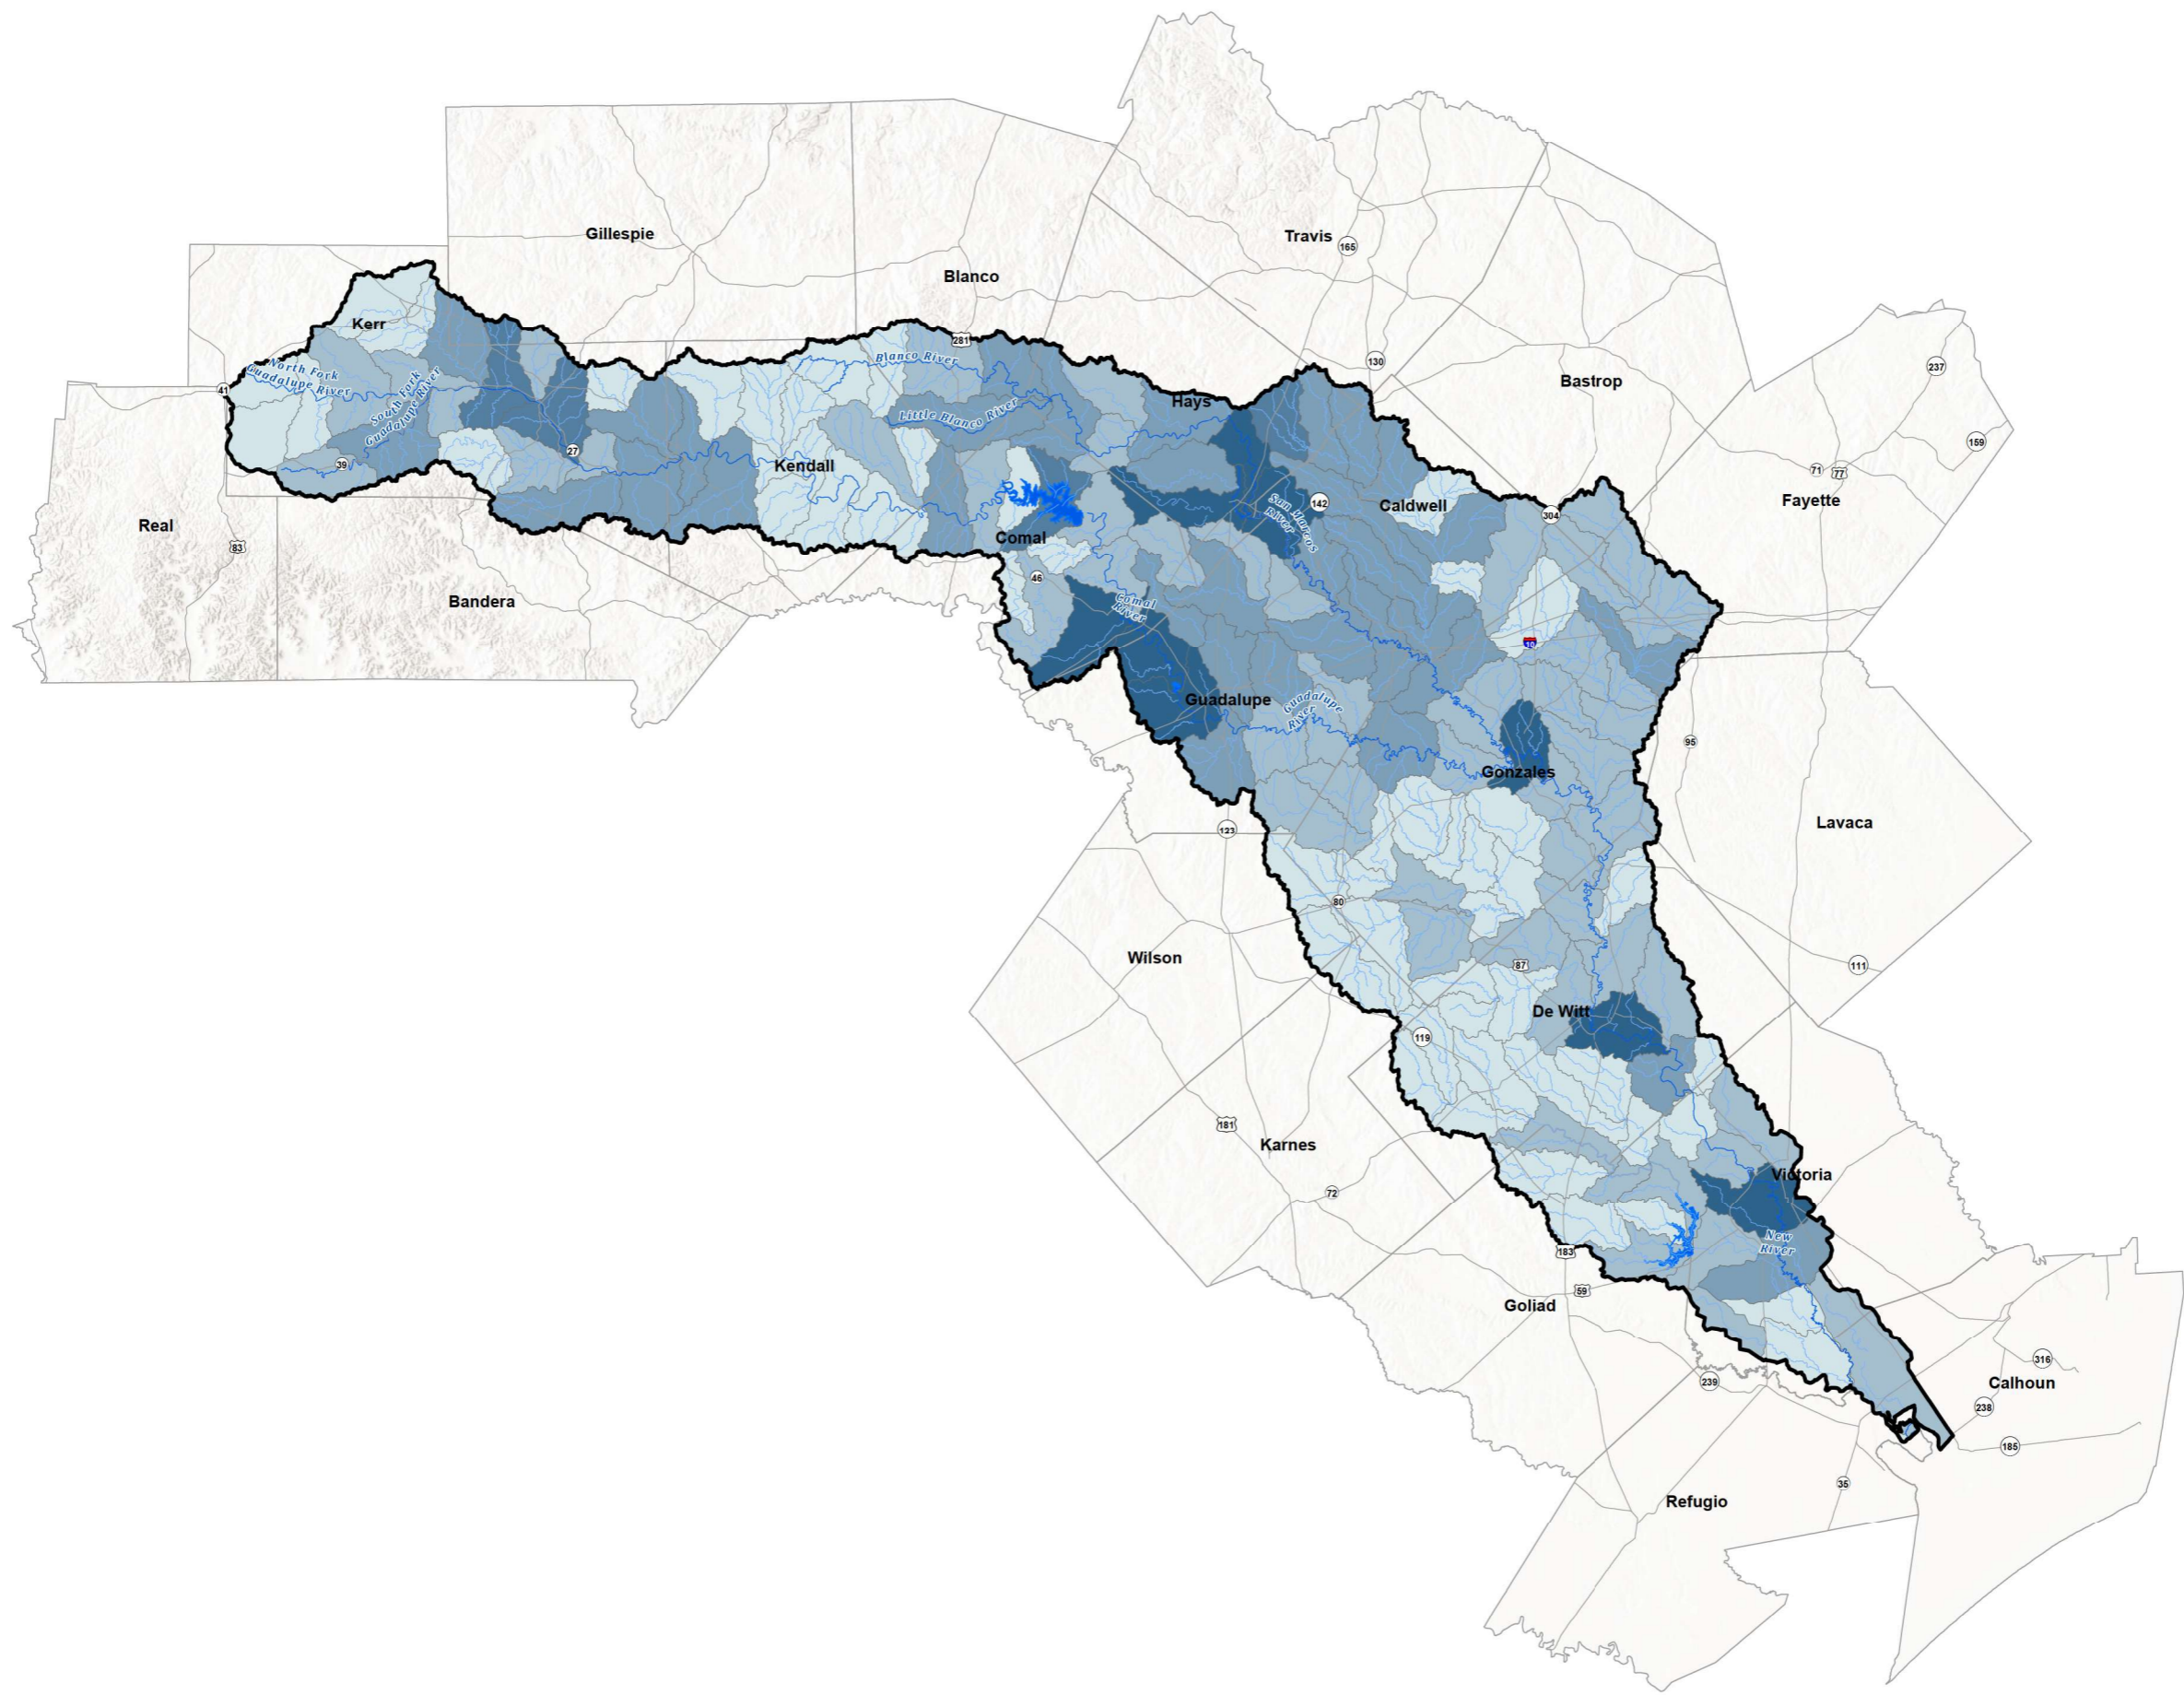 Gillespie
Travis
165
Blanco
Kerr
281
Blanco River
130
237
North Fork
Guadalupe River
41
South Fork
Guadalupe River
Bastrop
Hays
Little Blanco River
159
27
39
Kendall
71
77
Fayette
142
Caldwell
304
San Marcos
River
Real
83
Comal
46
Bandera
Comal
River
10
Guadalupe
Guadalupe
River
95
Gonzales
123
Lavaca
80
Wilson
87
111
De Witt
119
181
Karnes
72
Victoria
New
River
183
59
Goliad
316
239
Calhoun
238
185
35
Refugio